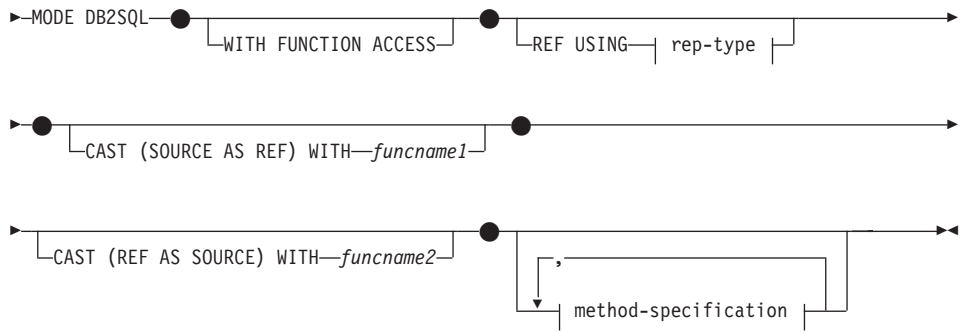 MODE DB2SQL
WITH FUNCTION ACCESS
REF USING rep-type
CAST (SOURCE AS REF) WITH funcname1
CAST (REF AS SOURCE) WITH funcname2
,
method-specification